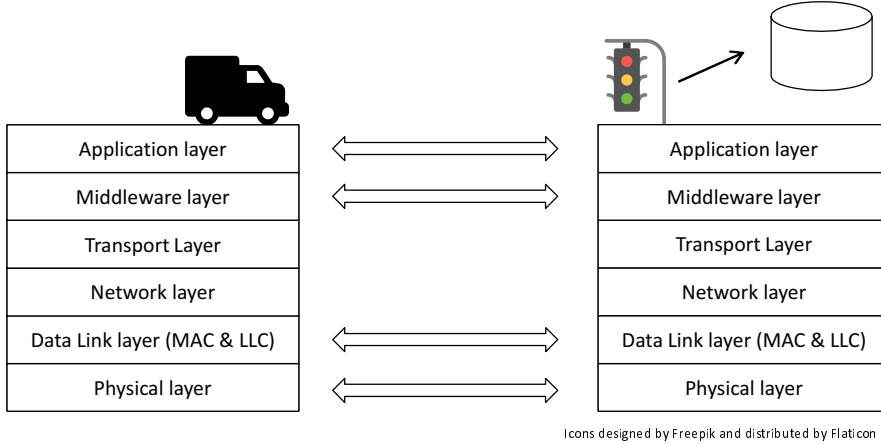 Application layer
Application layer
Middleware layer
Middleware layer
Transport Layer
Transport Layer
Network layer
Network layer
Data Link layer (MAC & LLC)
Data Link layer (MAC & LLC)
Physical layer
Physical layer
Icons designed by Freepik and distributed by Flaticon